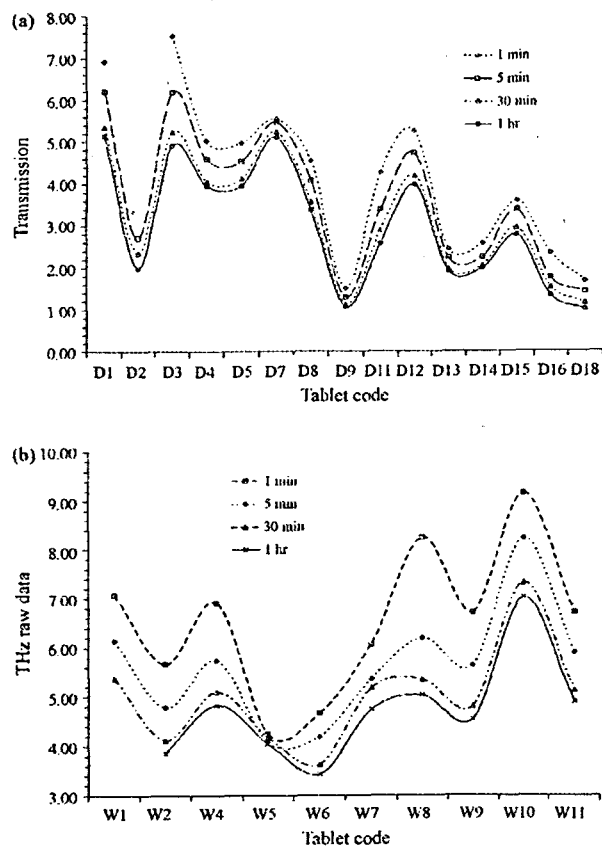 (a)
8.00
7.00
6.00
5.00
4.00
3.00
2.00
1.00
0.00
Transmission
1 min
5 min
30 min
1 hr
D1 D2 D3 D4 D5 D7 D8 D9 D11 D12 D13 D14 D15 D16 D18
Tablet code
(b)
10.00
9.00
8.00
7.00
6.00
5.00
4.00
3.00
THz raw data
1 min
5 min
30 min
1 hr
W1 W2 W4 W5 W6 W7 W8 W9 W10 W11
Tablet code